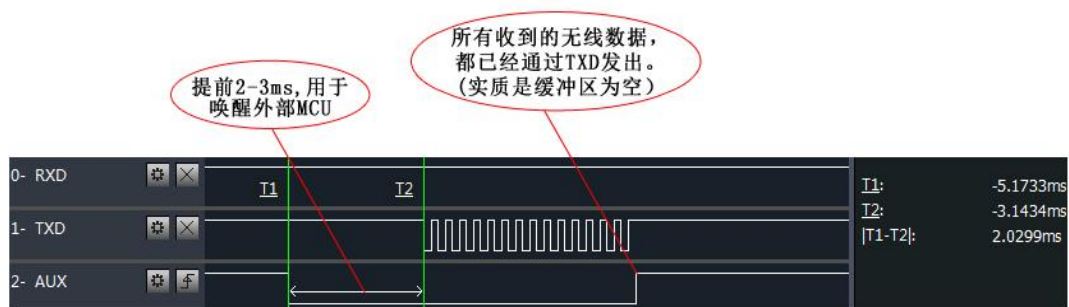 所有收到的无线数据，
都已经通过TXD发出。
(实质是缓冲区为空)
提前2-3ms,用于
唤醒外部MCU
0- RXD
T1
T2
1- TXD
2- AUX
T1: -5.1733ms
T2: -3.1434ms
|T1-T2|: 2.0299ms